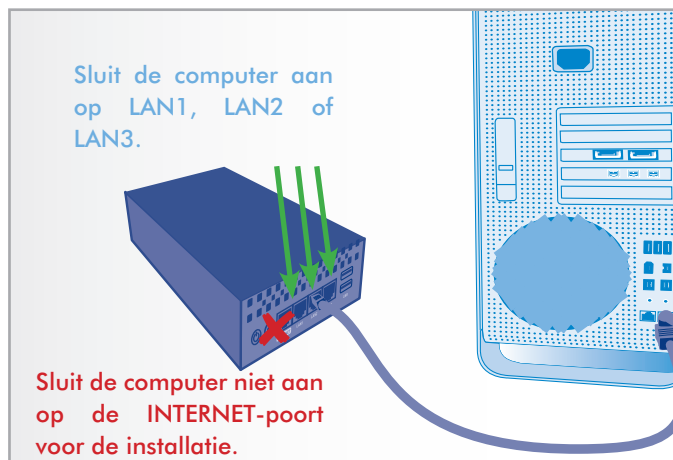 Sluit de computer aan
op LAN1, LAN2 of
LAN3.
Sluit de computer niet aan
op de INTERNET-poort
voor de installatie.